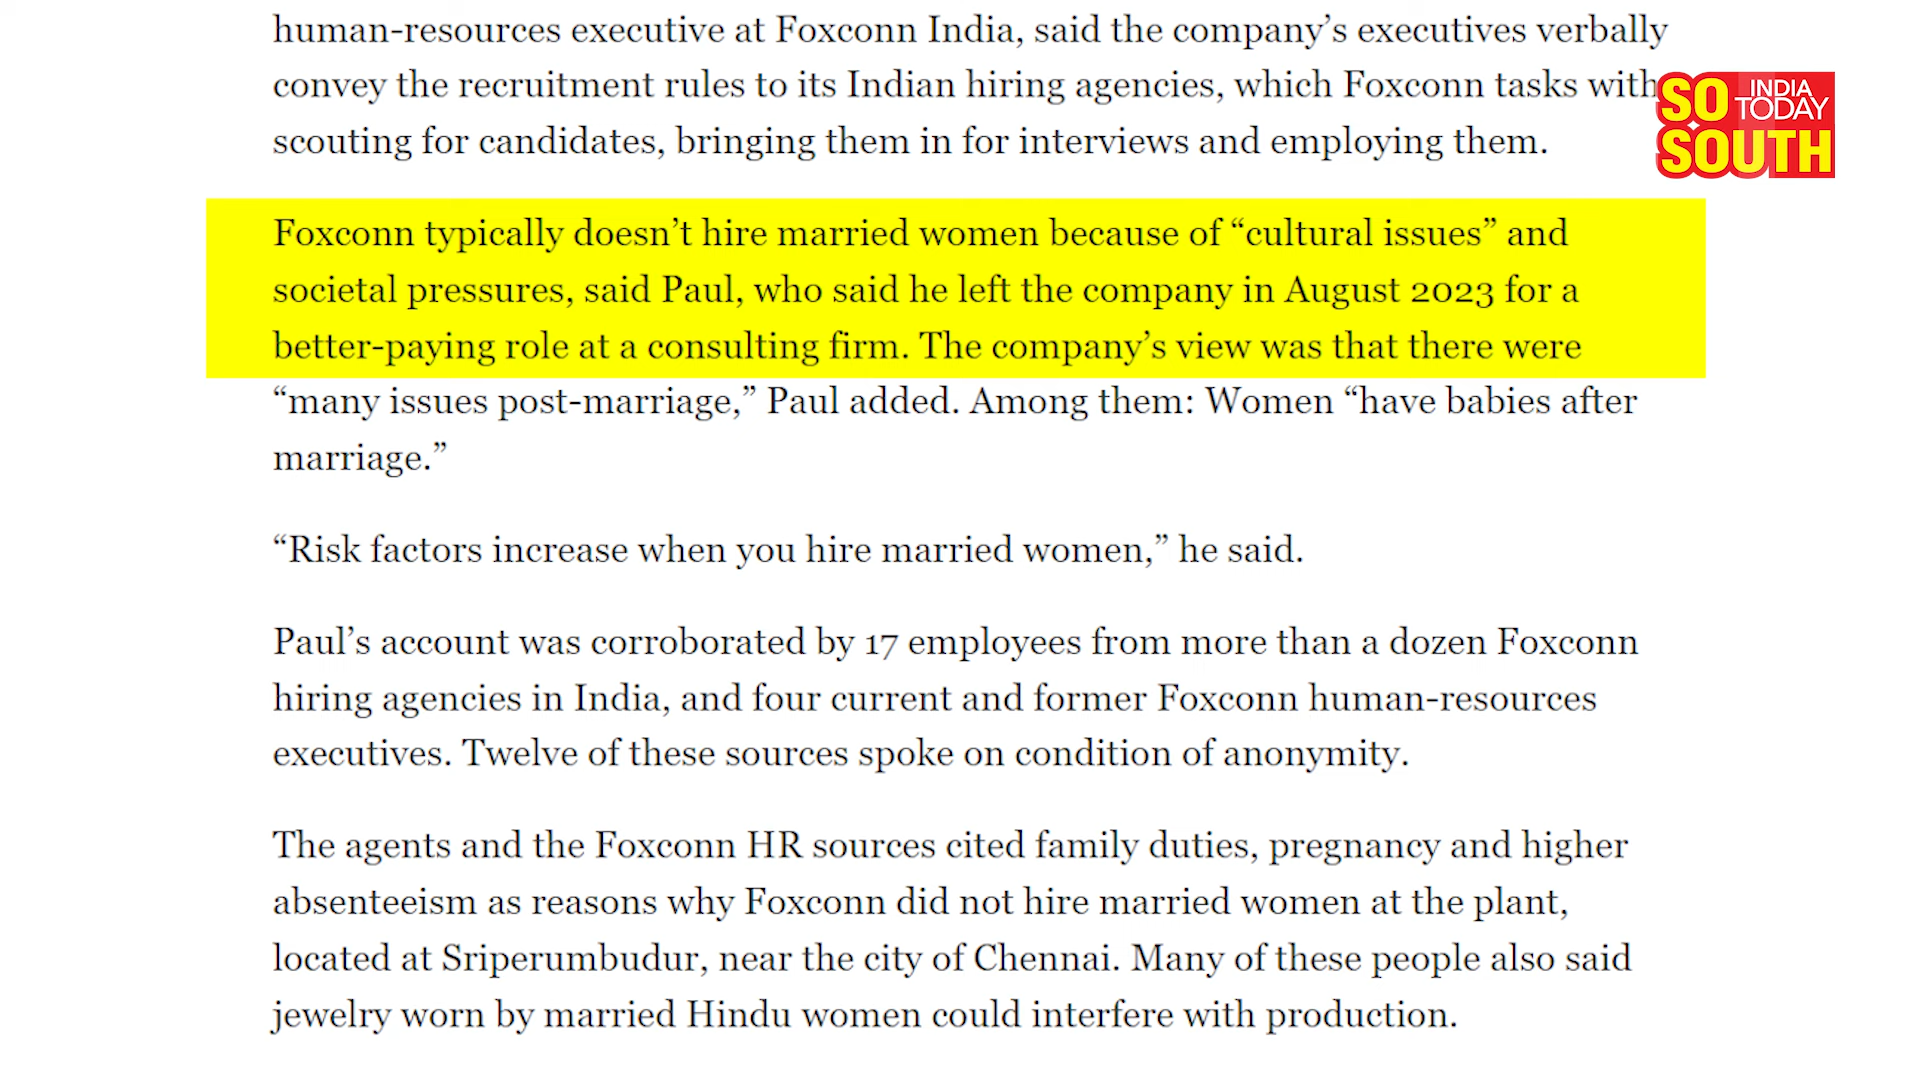 human-resources executive at Foxconn India, said the company’s executives verbally
convey the recruitment rules to its Indian hiring agencies, which Foxconn tasks with
scouting for candidates, bringing them in for interviews and employing them.
SO
INDIA
TODAY
SOUTH
Foxconn typically doesn’t hire married women because of “cultural issues” and
societal pressures, said Paul, who said he left the company in August 2023 for a
better-paying role at a consulting firm. The company’s view was that there were
“many issues post-marriage,” Paul added. Among them: Women “have babies after
marriage.”
“Risk factors increase when you hire married women,” he said.
Paul’s account was corroborated by 17 employees from more than a dozen Foxconn
hiring agencies in India, and four current and former Foxconn human-resources
executives. Twelve of these sources spoke on condition of anonymity.
The agents and the Foxconn HR sources cited family duties, pregnancy and higher
absenteeism as reasons why Foxconn did not hire married women at the plant,
located at Sriperumbudur, near the city of Chennai. Many of these people also said
jewelry worn by married Hindu women could interfere with production.